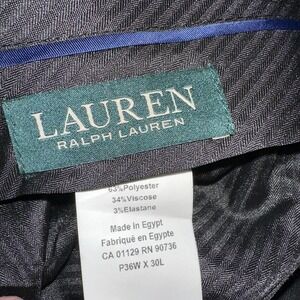 LAUREN
RALPH LAUREN
63%Polyester
34%Viscose
3%Elastane
Made in Egypt
Fabriqué en Egypte
CA 01129 RN 90736
P36W X 30L